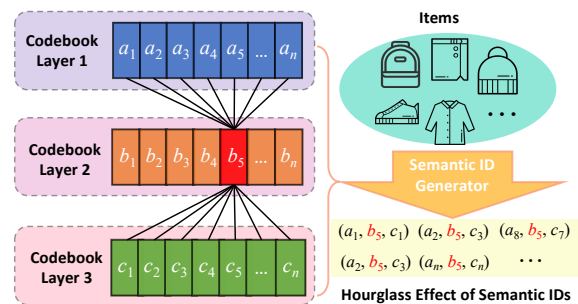 Codebook Layer 1
a₁ a₂ a₃ a₄ a₅ ... aₙ
Codebook Layer 2
b₁ b₂ b₃ b₄ b₅ ... bₙ
Codebook Layer 3
c₁ c₂ c₃ c₄ c₅ ... cₙ
Items
...
Semantic ID
Generator
(a₁, b₅, c₁) (a₂, b₅, c₃) (a₈, b₅, c₇)
(a₂, b₅, c₃) (aₙ, b₅, cₙ) ...
Hourglass Effect of Semantic IDs